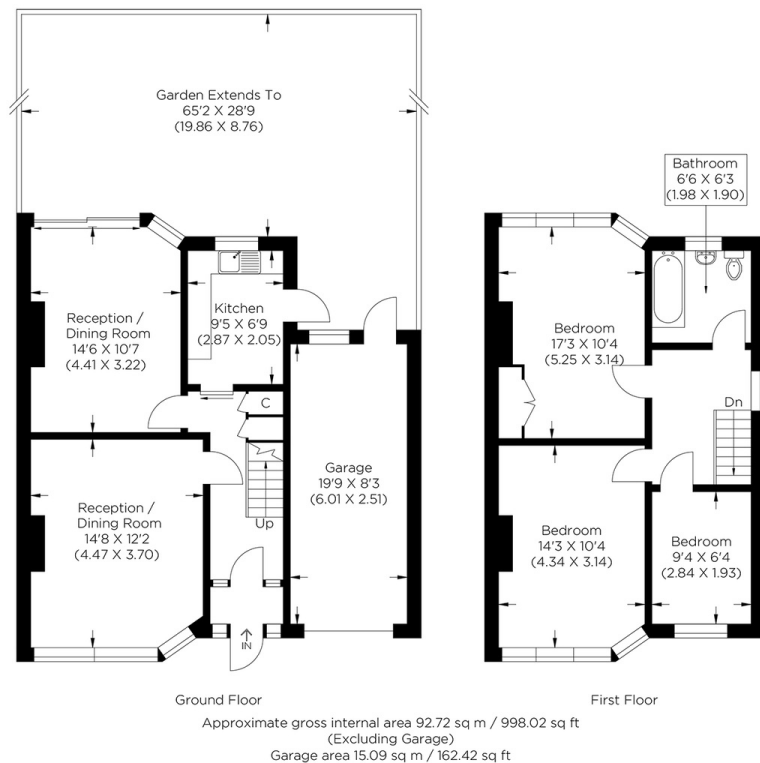 Garden Extends To
65'2 X 28'9
(19.86 X 8.76)
Bathroom
6'6 X 6'3
(1.98 X 1.90)
Reception /
Dining Room
14'6 X 10'7
(4.41 X 3.22)
Kitchen
9'5 X 6'9
(2.87 X 2.05)
C
Bedroom
17'3 X 10'4
(5.25 X 3.14)
Dn
Reception /
Dining Room
14'8 X 12'2
(4.47 X 3.70)
Up
Garage
19'9 X 8'3
(6.01 X 2.51)
Bedroom
14'3 X 10'4
(4.34 X 3.14)
Bedroom
9'4 X 6'4
(2.84 X 1.93)
IN
Ground Floor
First Floor
Approximate gross internal area 92.72 sq m / 998.02 sq ft
(Excluding Garage)
Garage area 15.09 sq m / 162.42 sq ft